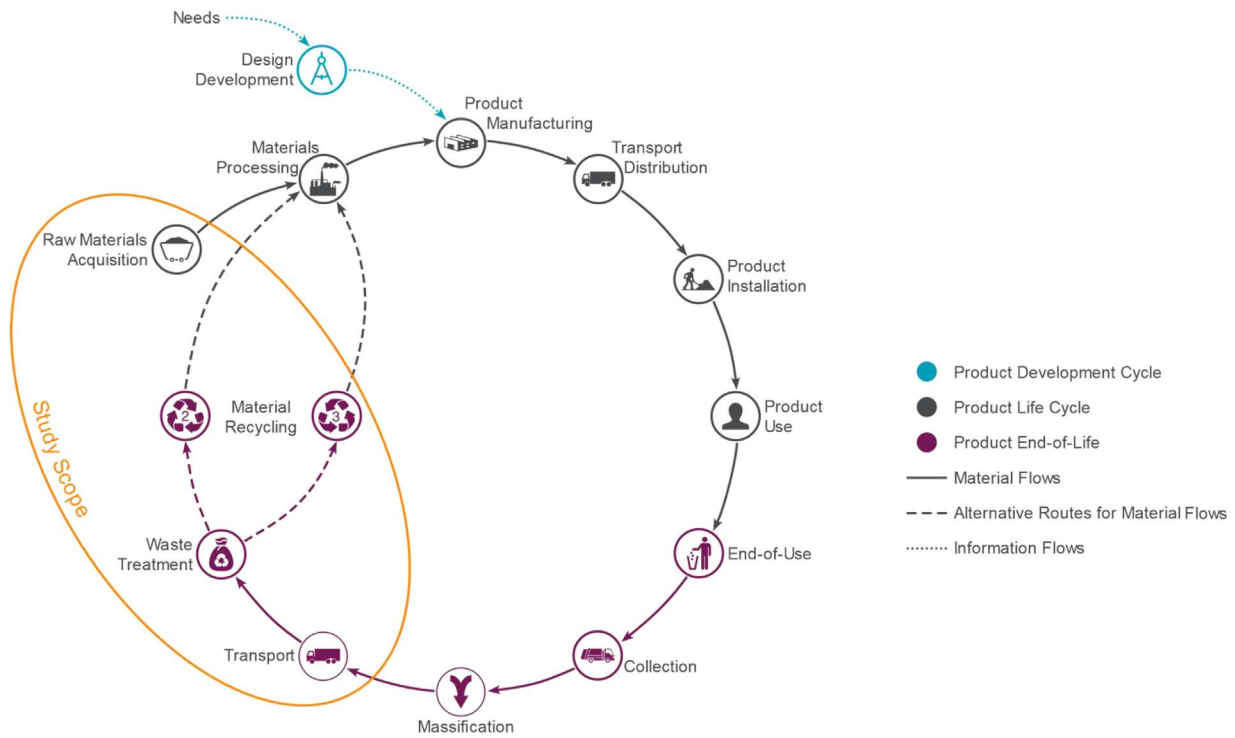 Needs
Design
Development
Product
Manufacturing
Materials
Processing
Transport
Distribution
Raw Materials
Acquisition
Product
Installation
2
Material
Recycling
3
Product
Use
Study Scope
Waste
Treatment
End-of-Use
Transport
Collection
Massification
Product Development Cycle
Product Life Cycle
Product End-of-Life
Material Flows
Alternative Routes for Material Flows
Information Flows